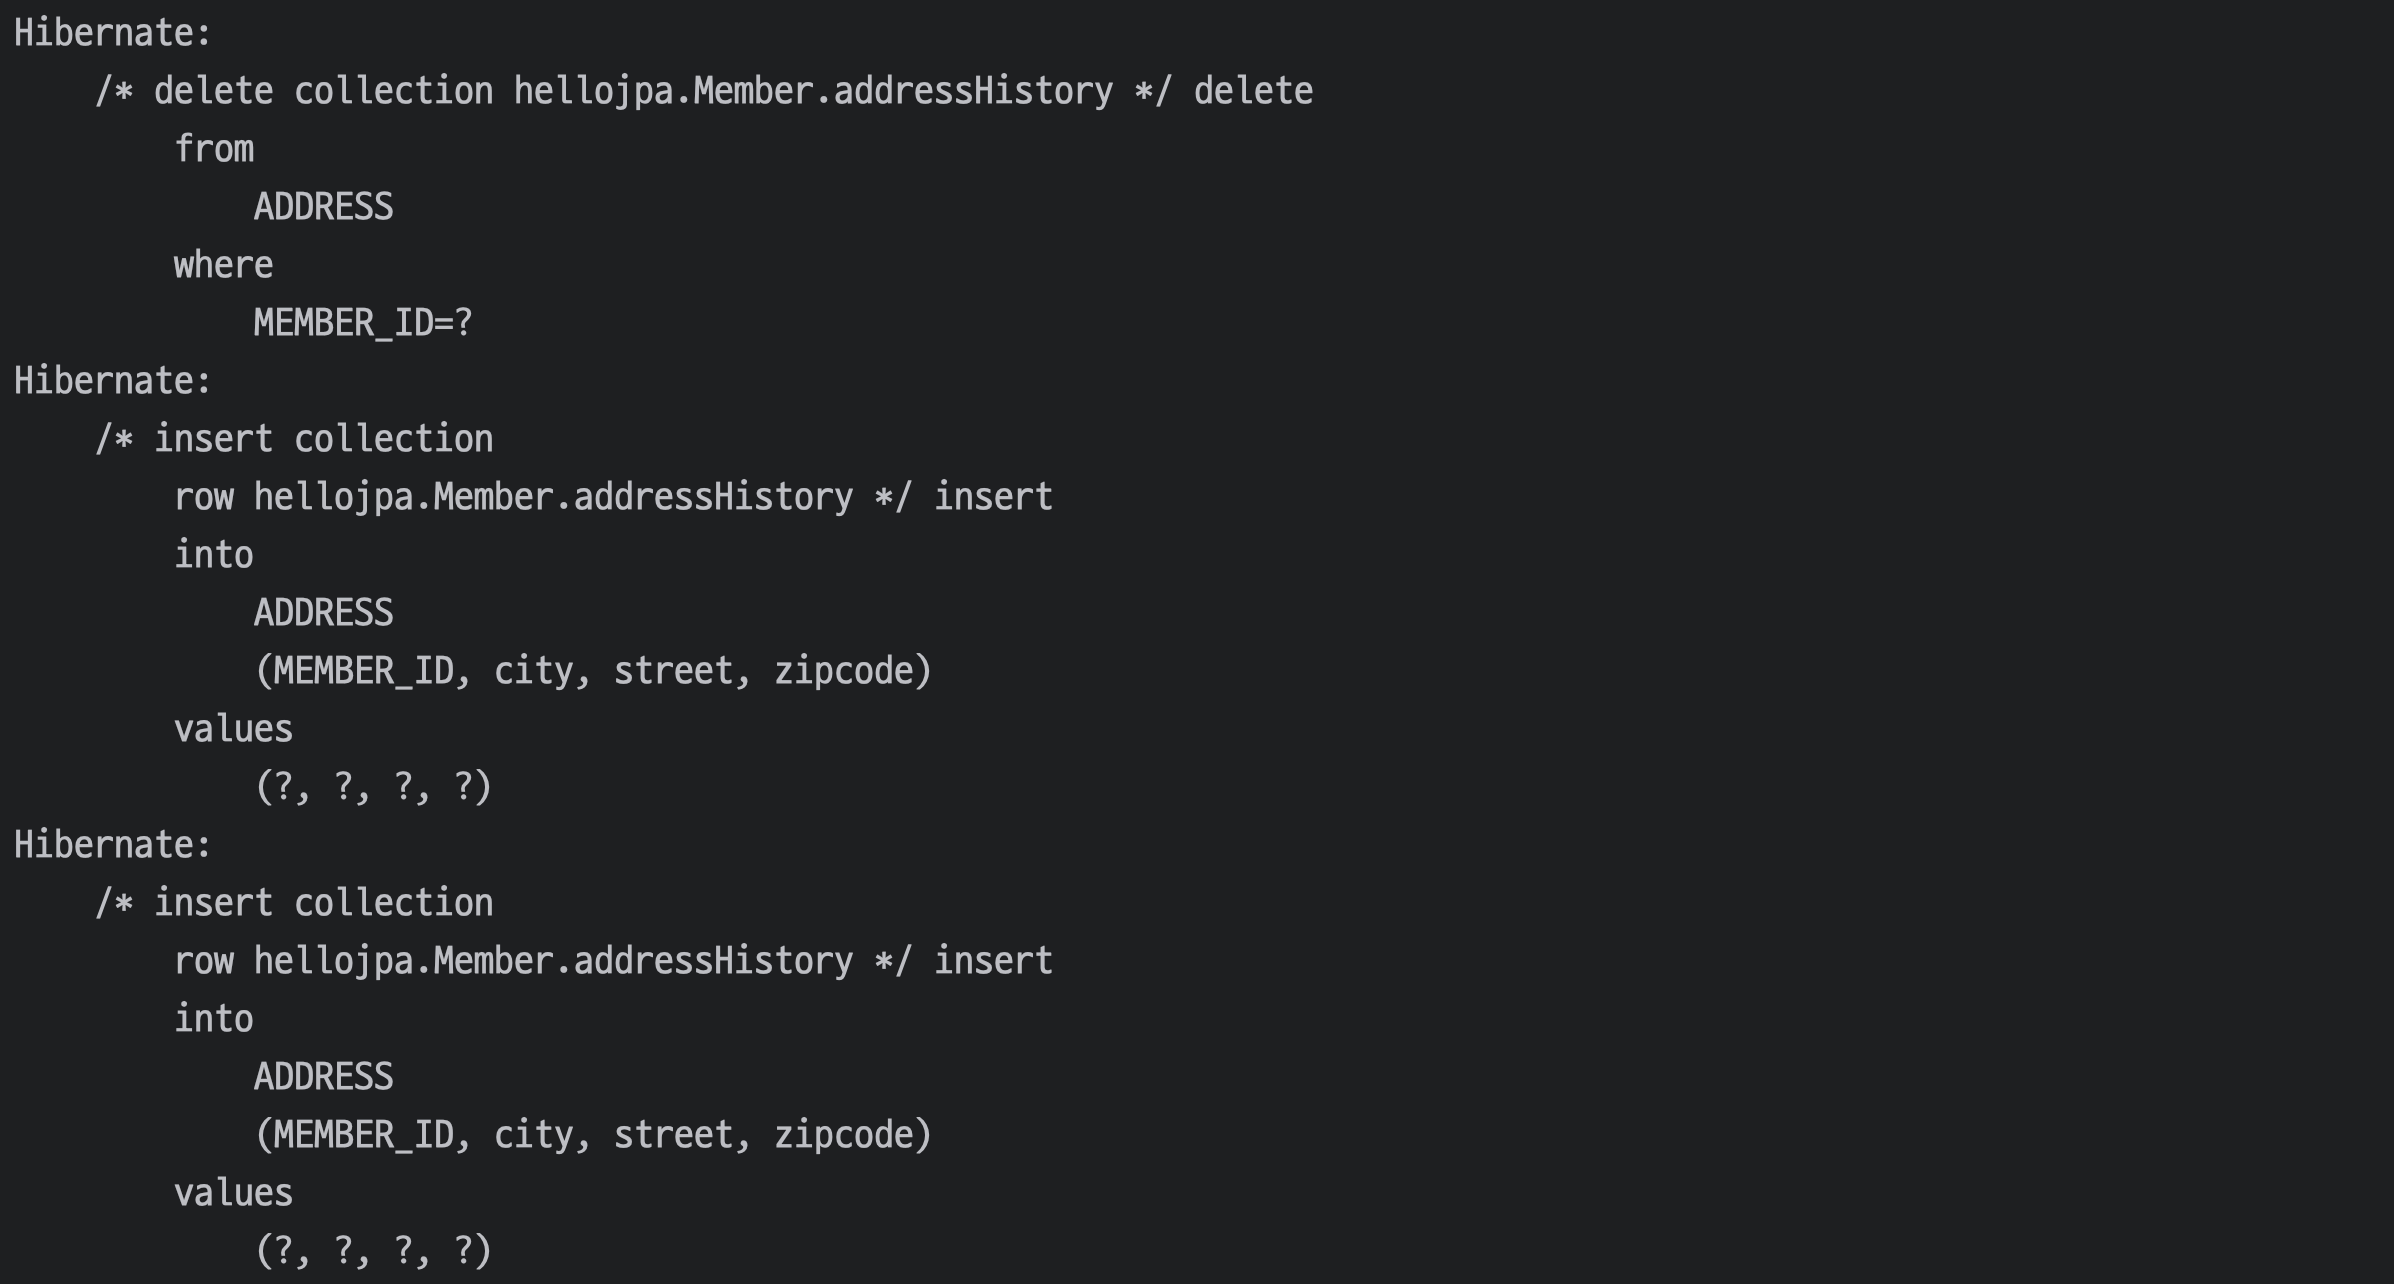 Hibernate:
    /* delete collection hellojpa.Member.addressHistory */ delete
        from
            ADDRESS
        where
            MEMBER_ID=?
Hibernate:
    /* insert collection
        row hellojpa.Member.addressHistory */ insert
        into
            ADDRESS
            (MEMBER_ID, city, street, zipcode)
        values
            (?, ?, ?, ?)
Hibernate:
    /* insert collection
        row hellojpa.Member.addressHistory */ insert
        into
            ADDRESS
            (MEMBER_ID, city, street, zipcode)
        values
            (?, ?, ?, ?)